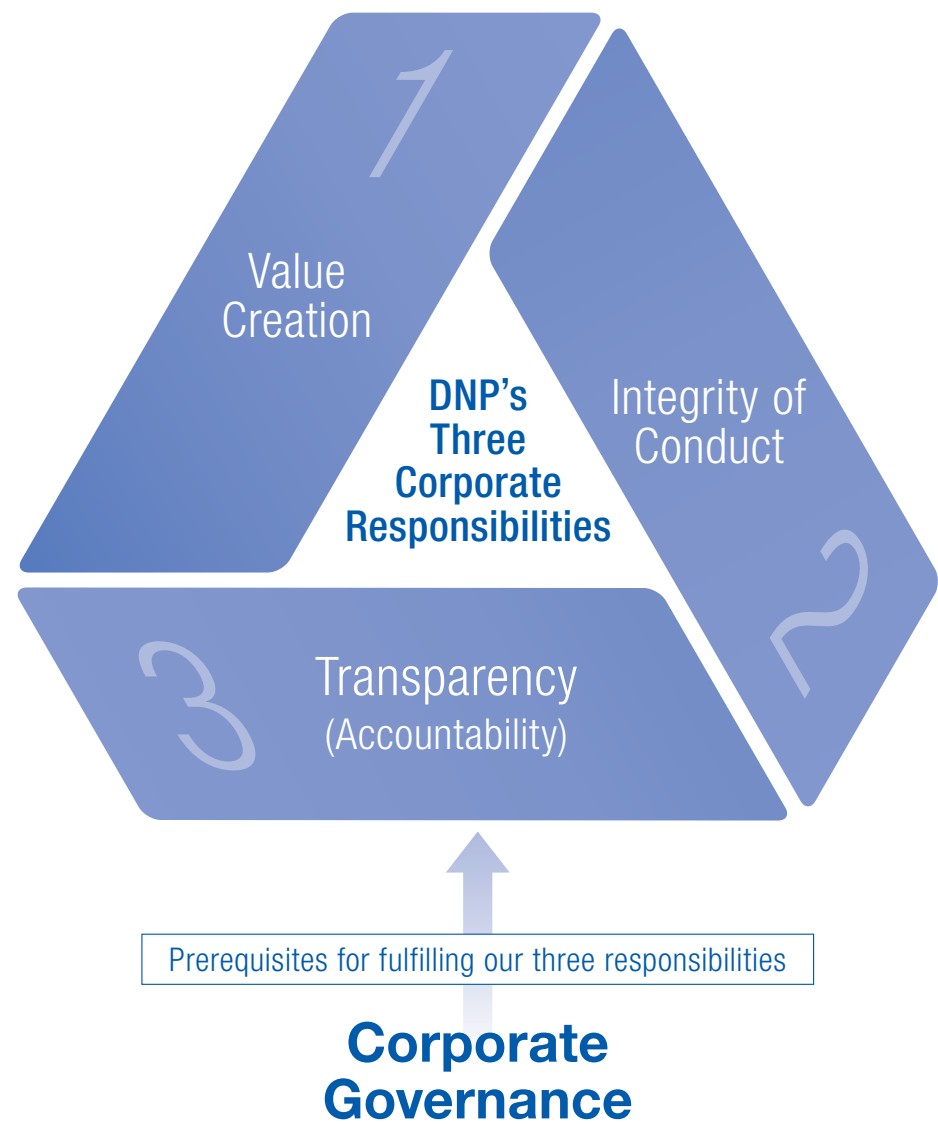 1
Value
Creation
DNP’s
Three
Corporate
Responsibilities
Integrity of
Conduct
2
3
Transparency
(Accountability)
Prerequisites for fulfilling our three responsibilities
Corporate
Governance